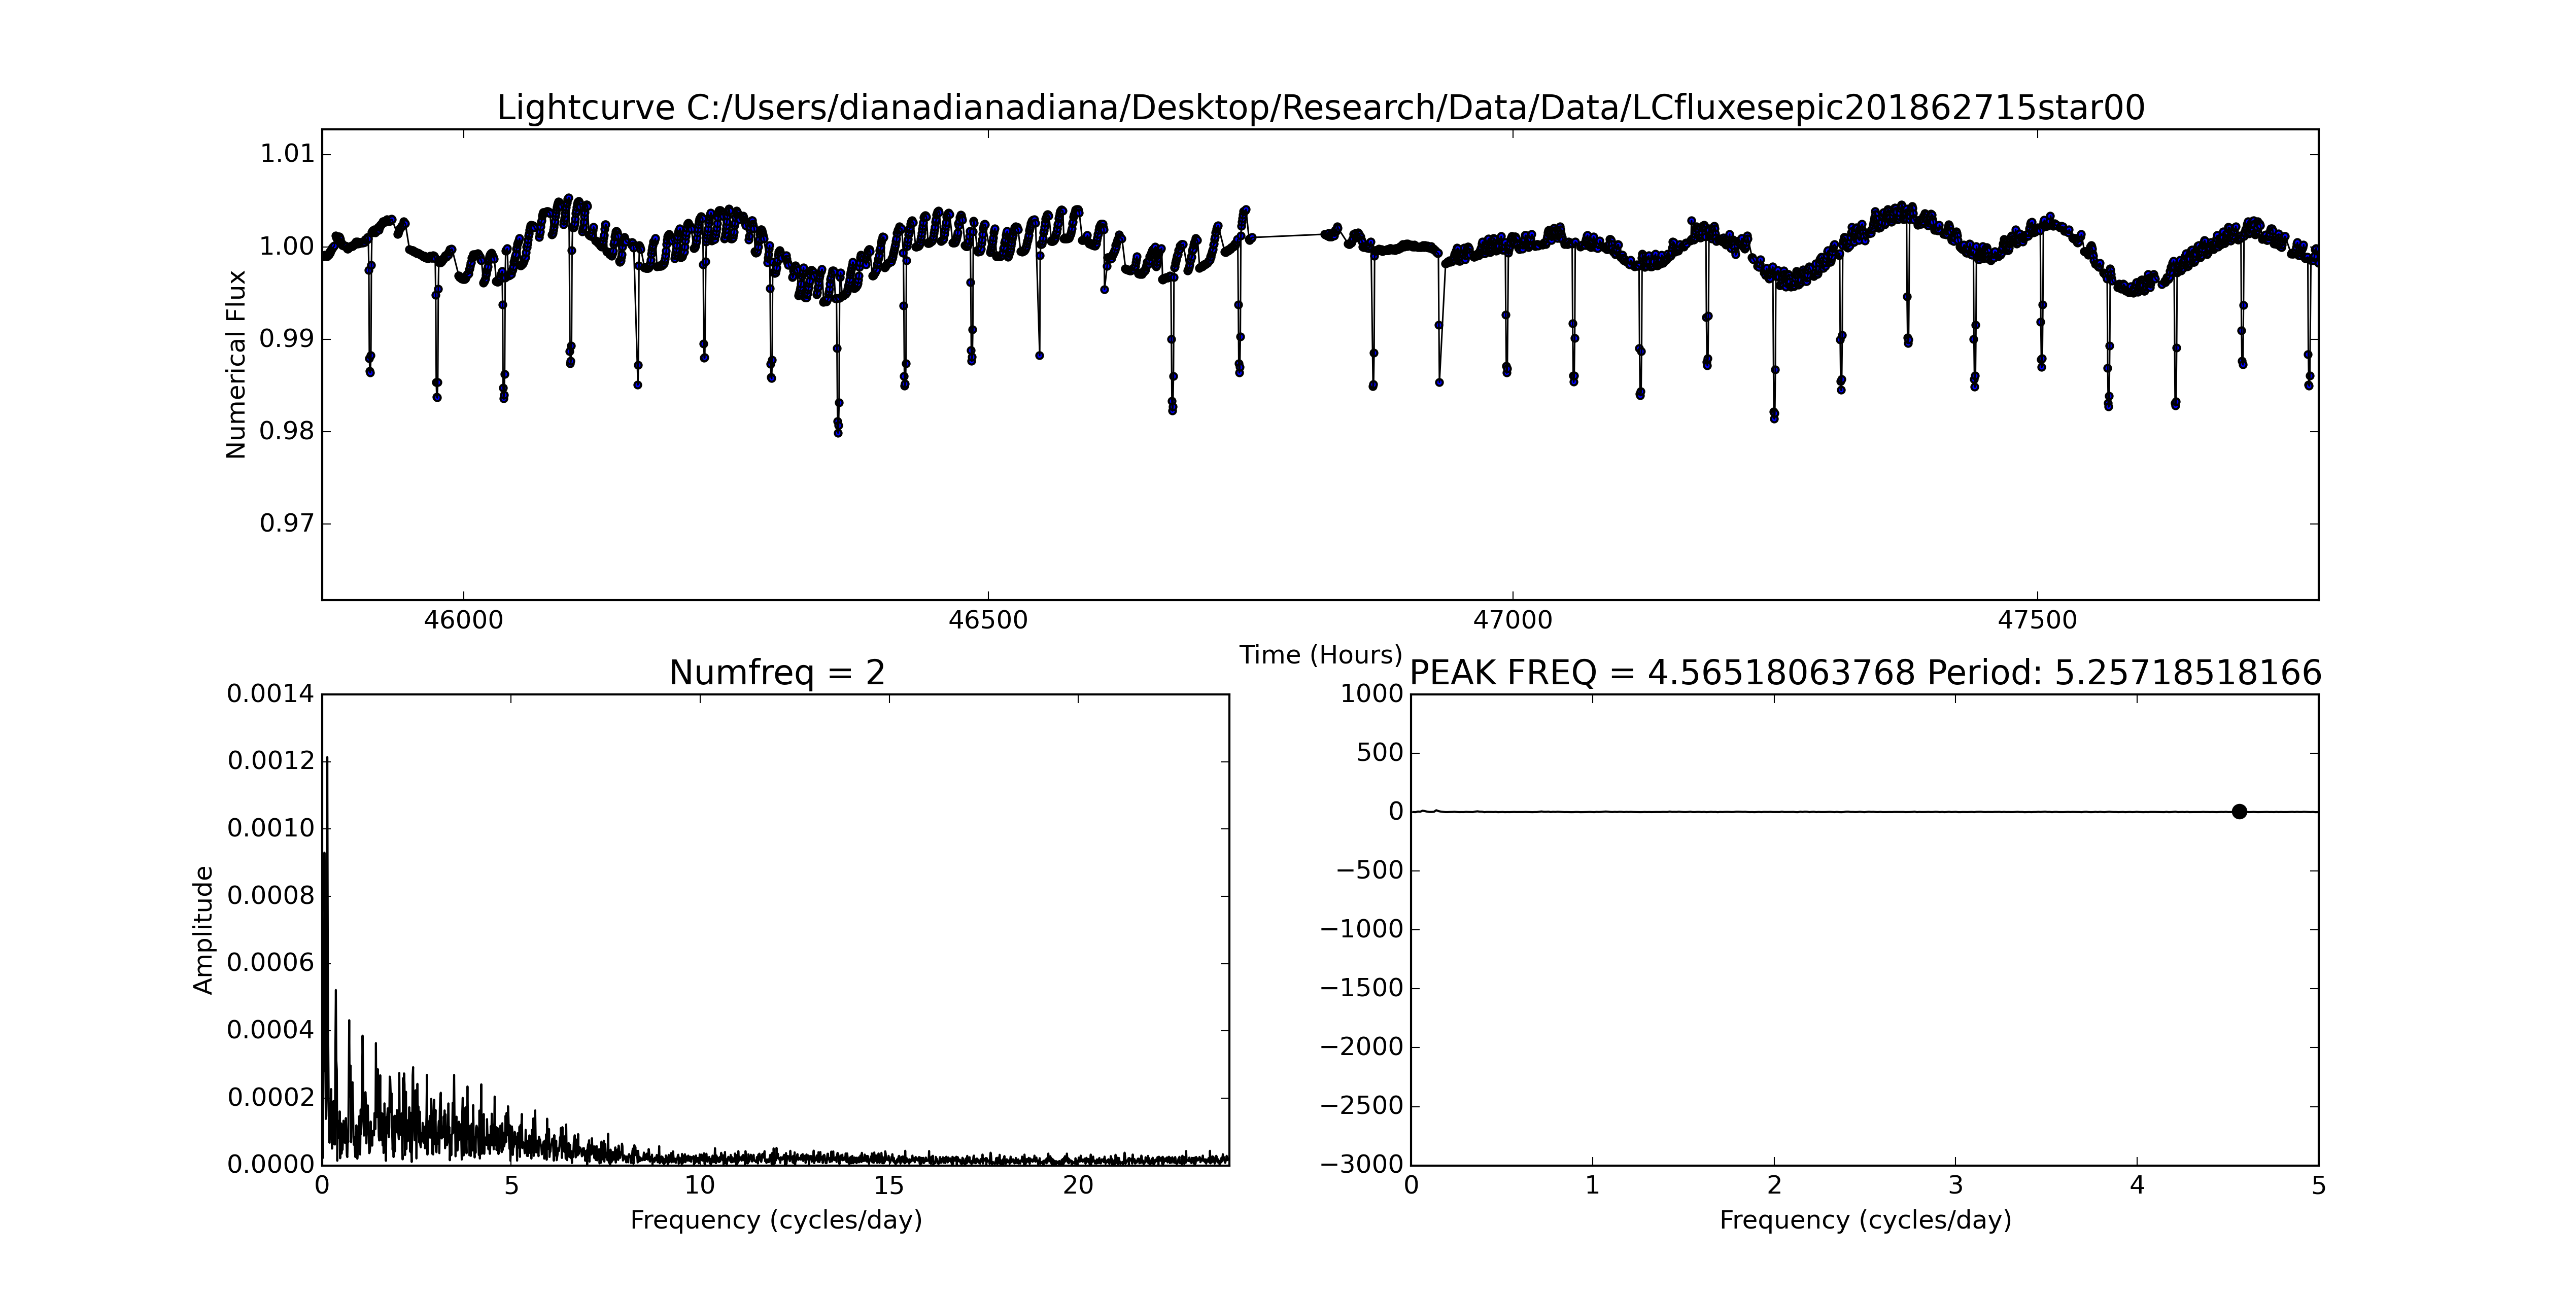 Lightcurve C:/Users/dianadianadiana/Desktop/Research/Data/Data/LCfluxesepic201862715star00
1.01
1.00
0.99
0.98
0.97
Numerical Flux
46000 46500 47000 47500
Time (Hours)
Numfreq = 2
0.0014
0.0012
0.0010
0.0008
0.0006
0.0004
0.0002
0.0000
Amplitude
0 5 10 15 20
Frequency (cycles/day)
PEAK FREQ = 4.56518063768 Period: 5.25718518166
1000
500
0
−500
−1000
−1500
−2000
−2500
−3000
0 1 2 3 4 5
Frequency (cycles/day)